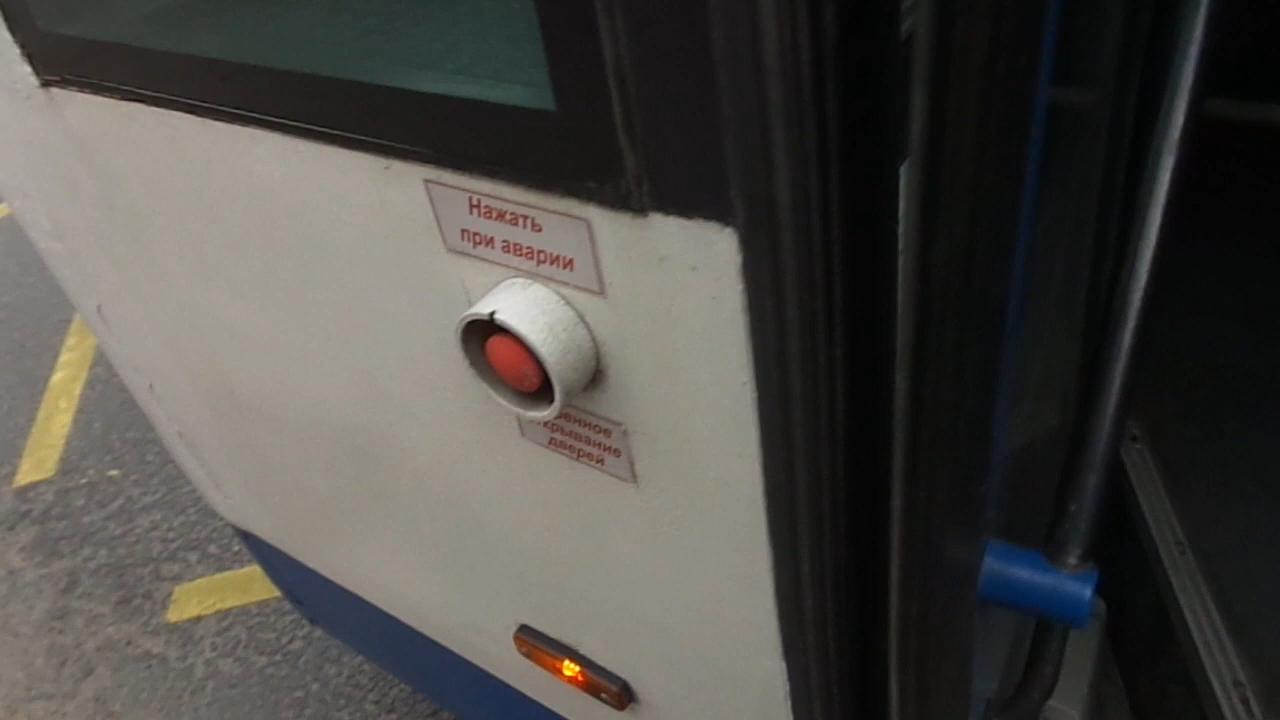 Нажать
при аварии
дверей